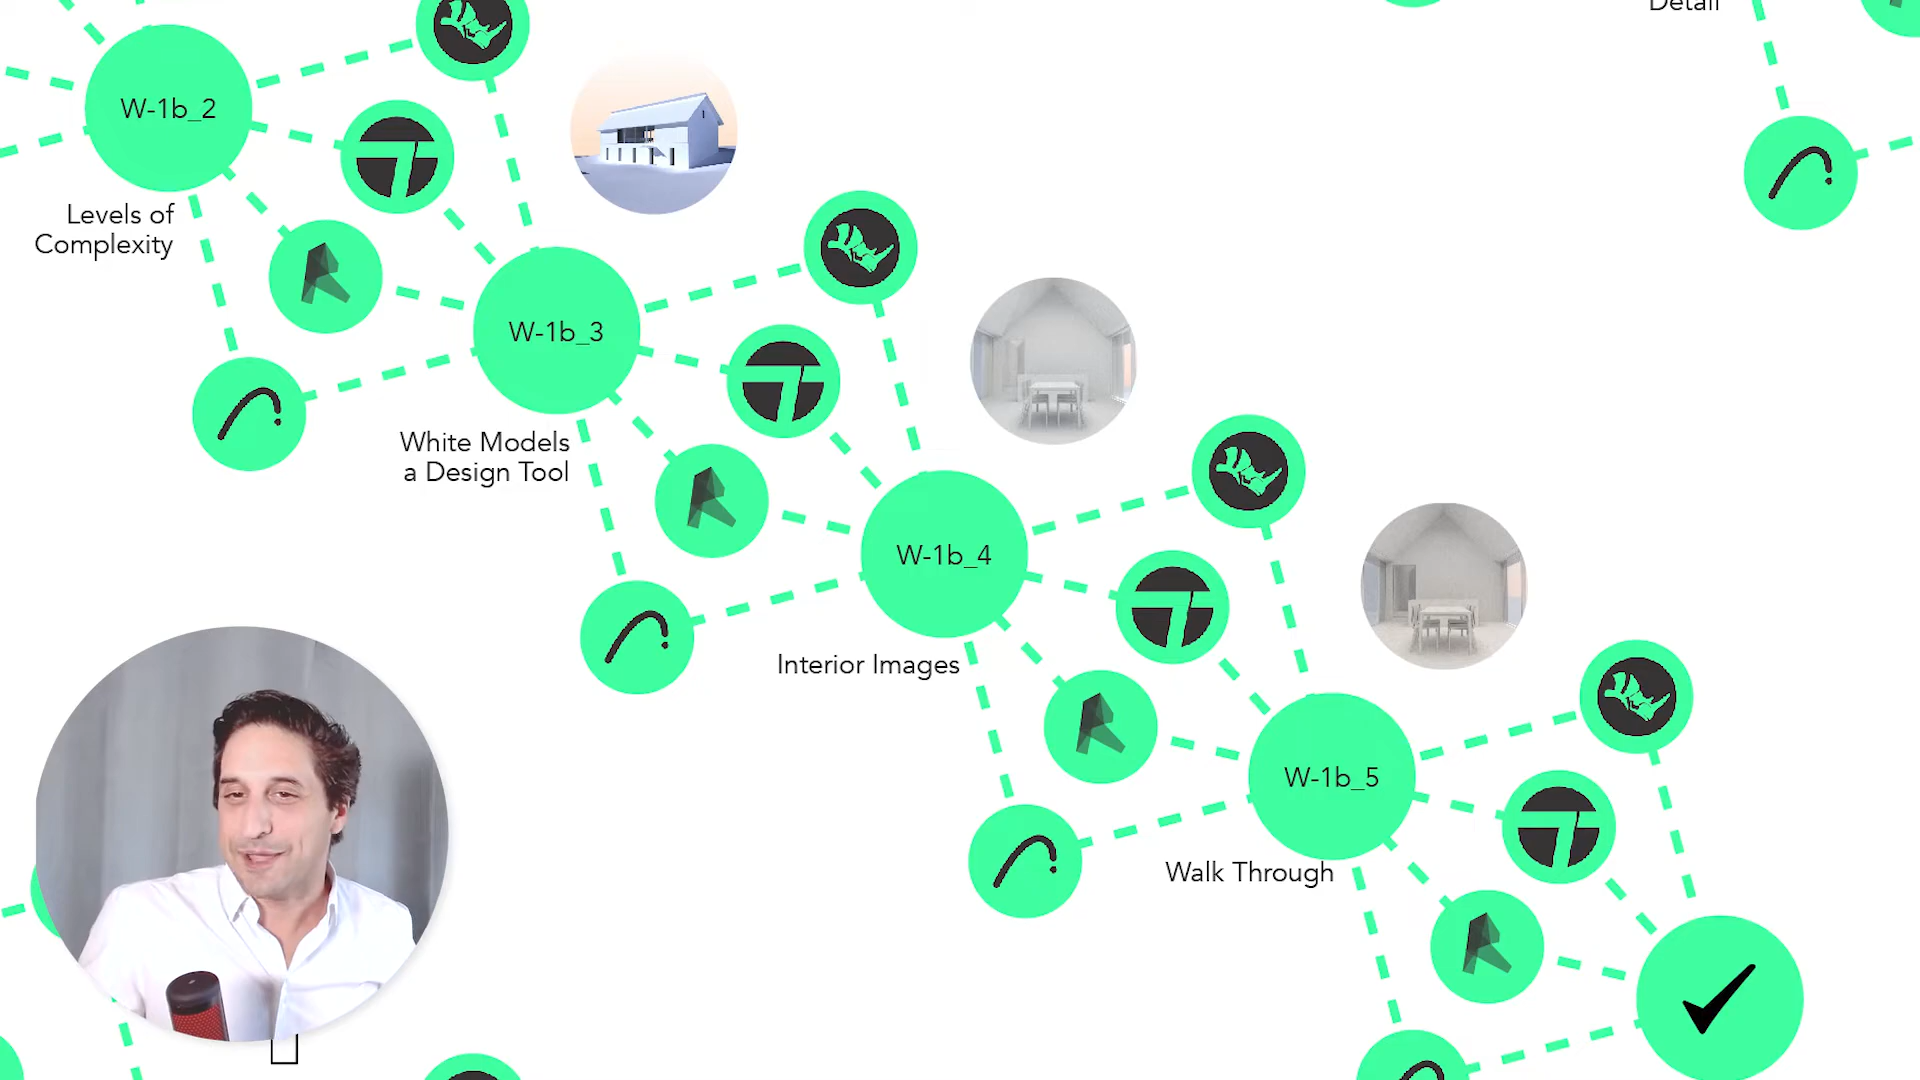 Detail
W-1b_2
Levels of
Complexity
W-1b_3
White Models
a Design Tool
W-1b_4
Interior Images
W-1b_5
Walk Through